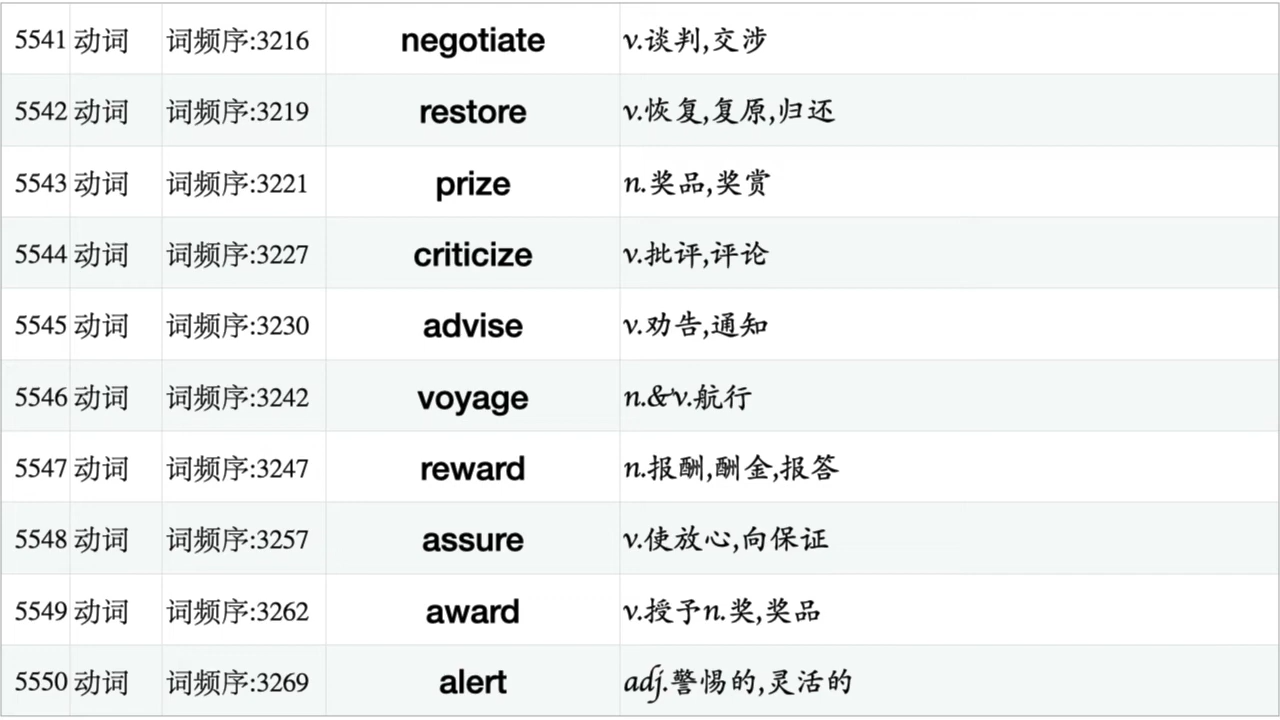 5541 动词 词频序:3216 negotiate v.谈判,交涉
5542 动词 词频序:3219 restore v.恢复,复原,归还
5543 动词 词频序:3221 prize n.奖品,奖赏
5544 动词 词频序:3227 criticize v.批评,评论
5545 动词 词频序:3230 advise v.劝告,通知
5546 动词 词频序:3242 voyage n.&v.航行
5547 动词 词频序:3247 reward n.报酬,酬金,报答
5548 动词 词频序:3257 assure v.使放心,向保证
5549 动词 词频序:3262 award v.授予n.奖,奖品
5550 动词 词频序:3269 alert adj.警惕的,灵活的